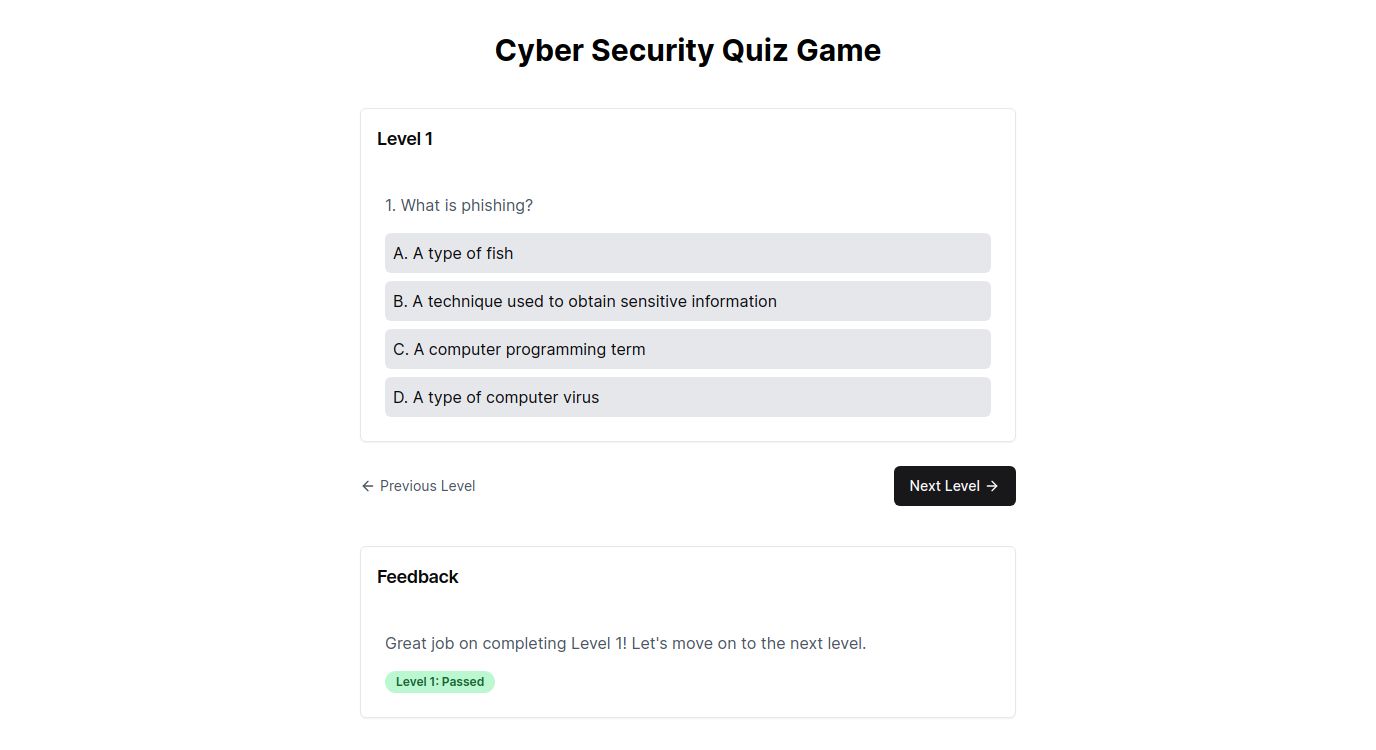 Cyber Security Quiz Game
Level 1
1. What is phishing?
A. A type of fish
B. A technique used to obtain sensitive information
C. A computer programming term
D. A type of computer virus
← Previous Level
Next Level →
Feedback
Great job on completing Level 1! Let's move on to the next level.
Level 1: Passed